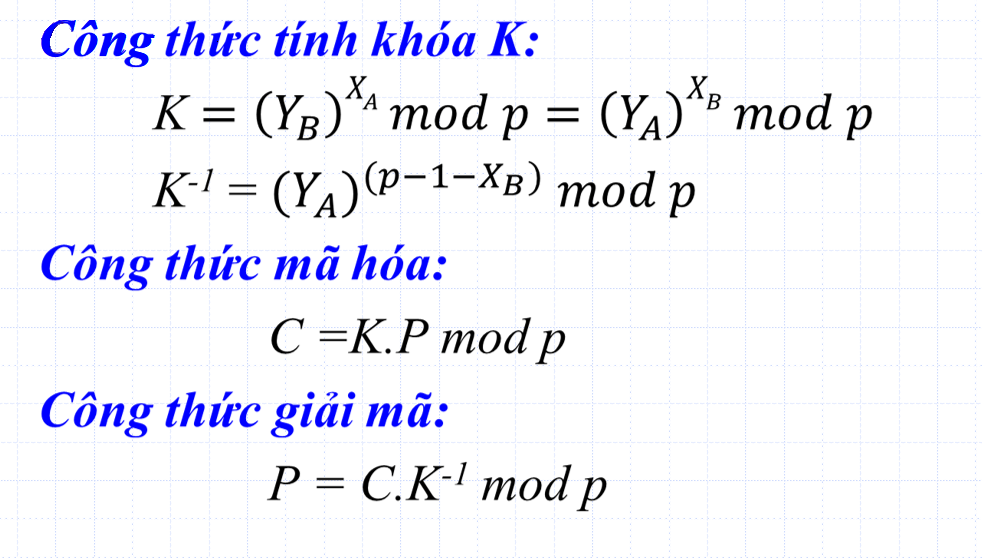 Công thức tính khóa K:
K = (Y_B)^{X_A} mod p = (Y_A)^{X_B} mod p
K^{-1} = (Y_A)^{(p−1−X_B)} mod p
Công thức mã hóa:
C =K.P mod p
Công thức giải mã:
P = C.K^{-1} mod p